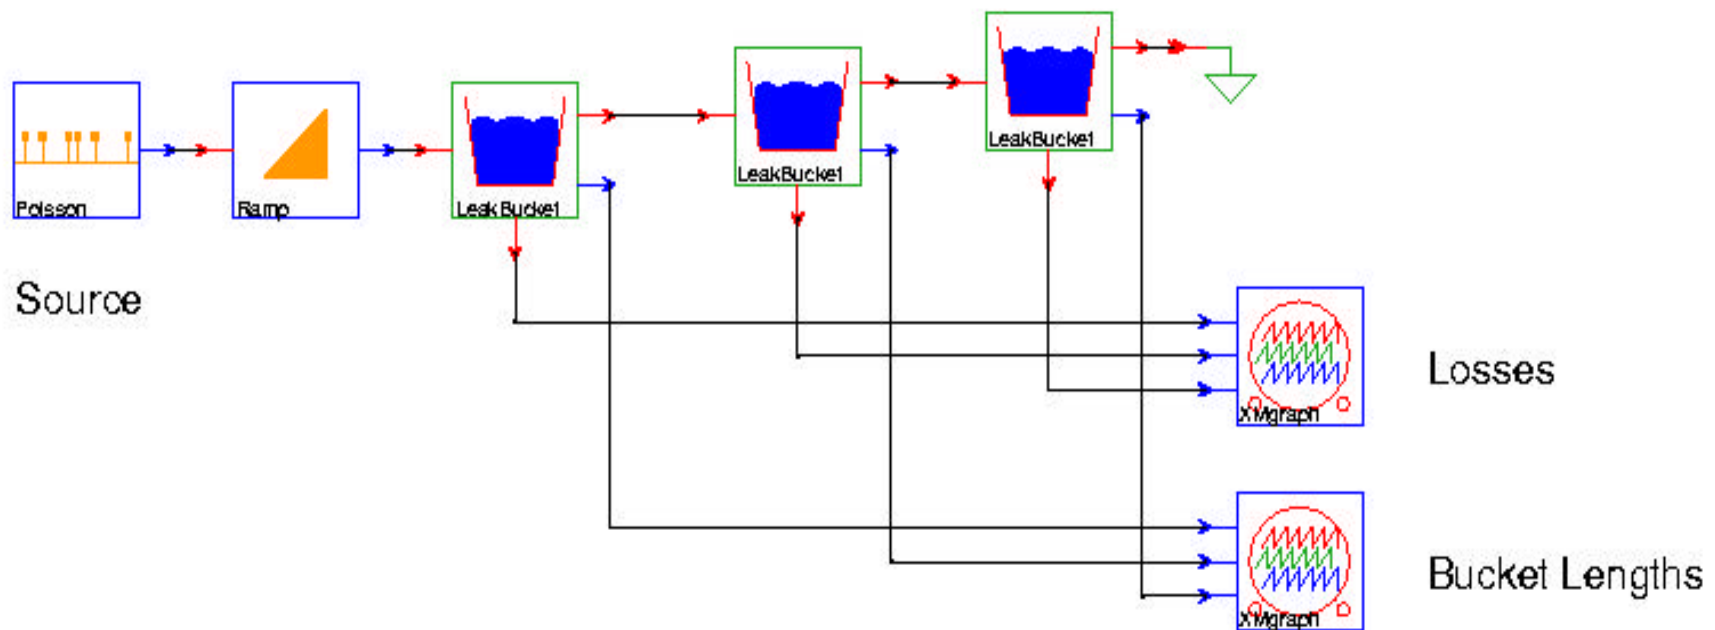 LeakBucket
LeakBucket
Poisson
Ramp
LeakBucket
Source
Losses
XMgraph
Bucket Lengths
XMgraph